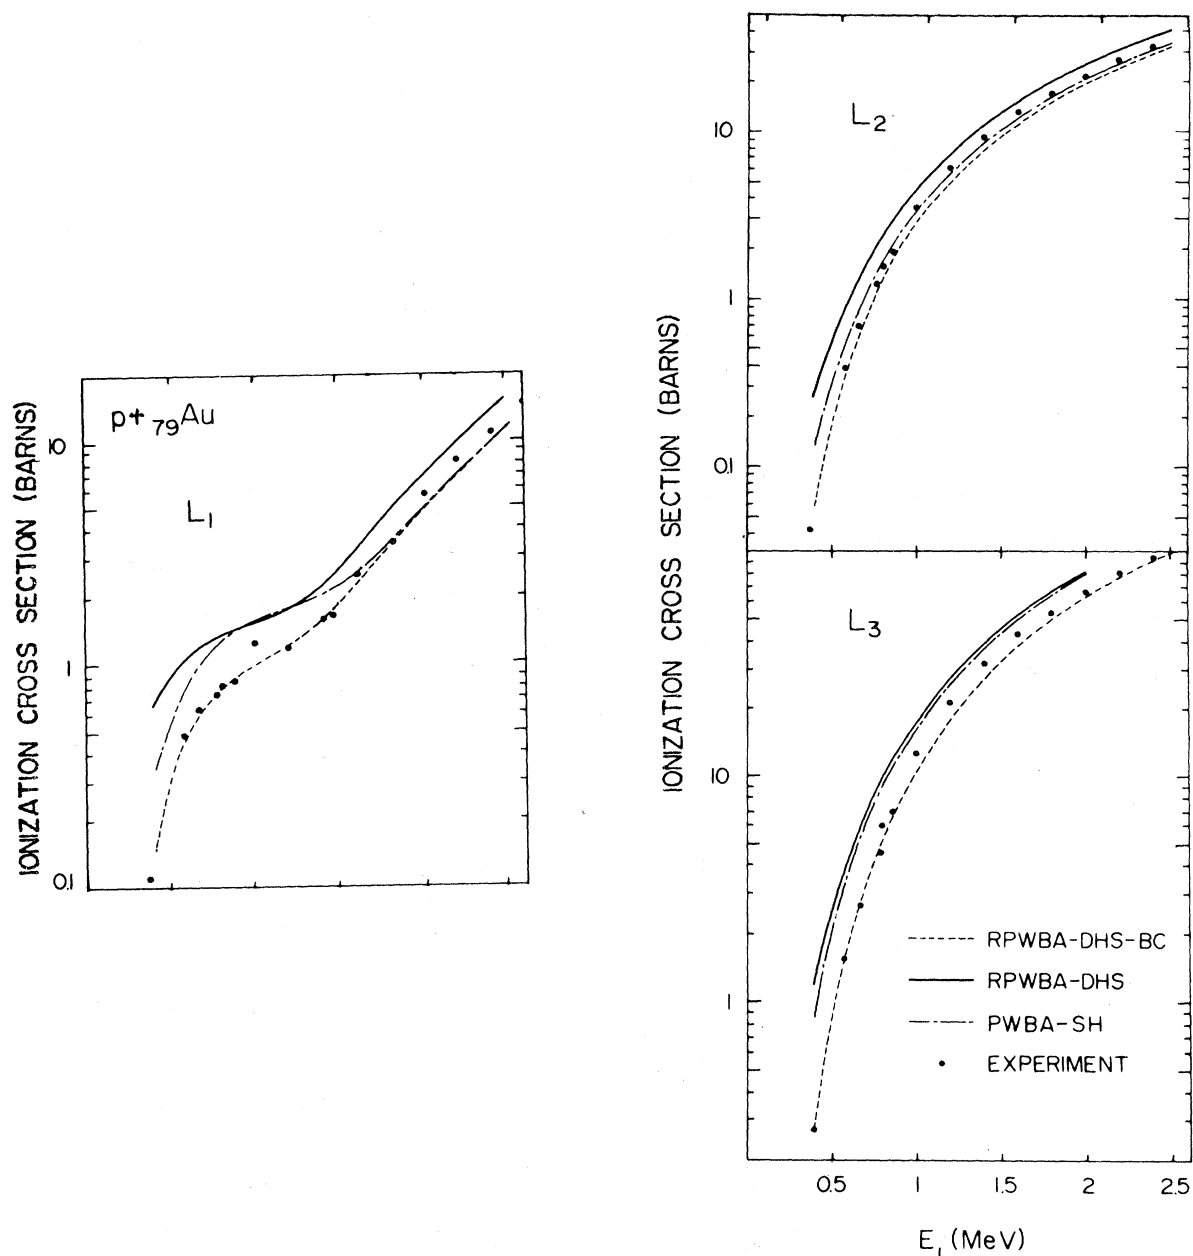 IONIZATION CROSS SECTION (BARNS)
p+₇₉Au
L₁
10
1
0.1
IONIZATION CROSS SECTION (BARNS)
L₂
10
1
0.1
L₃
10
1
RPWBA-DHS-BC
RPWBA-DHS
PWBA-SH
EXPERIMENT
0.5 1 1.5 2 2.5
E₁ (MeV)